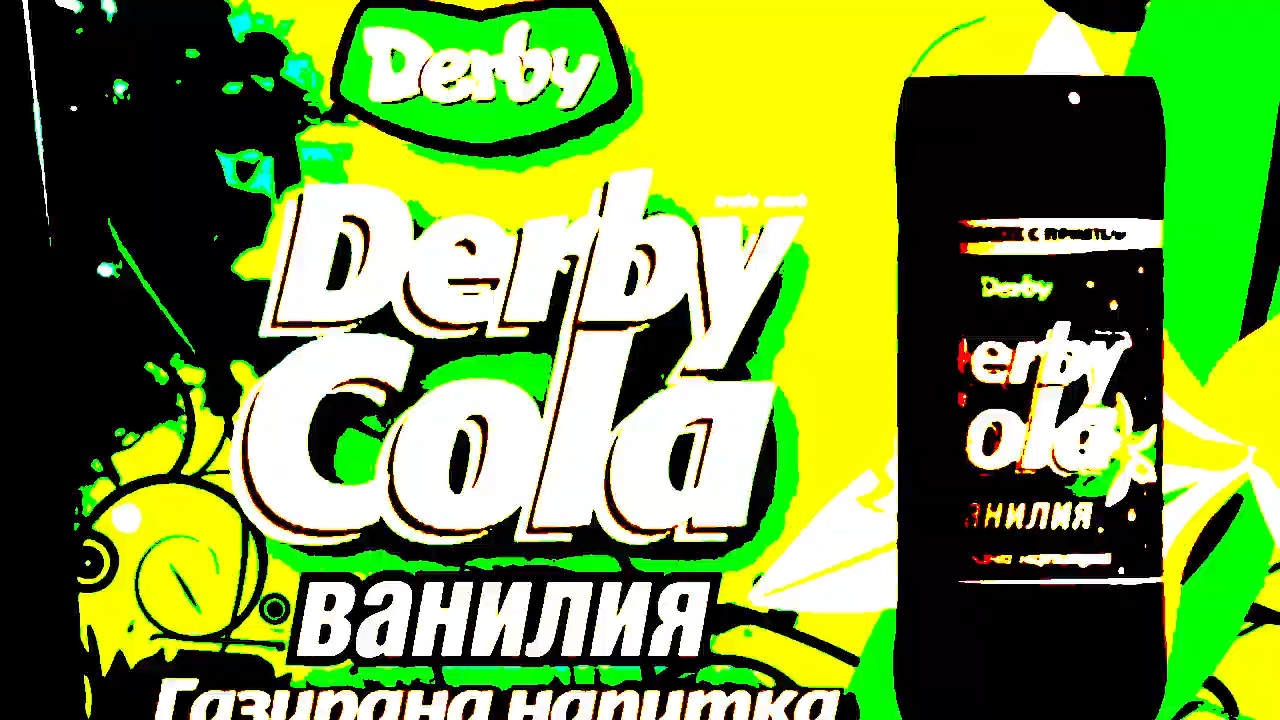 Derby
Derby
Cola
ванилия
Газирана напитка
Derby
erby
ola
анилия